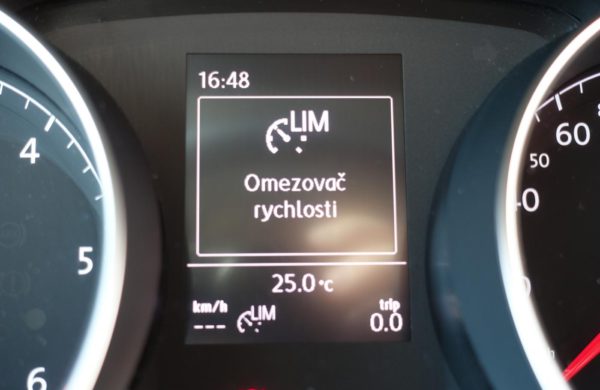 16:48
LIM
Omezovač
rychlosti
25.0°C
km/h
trip
--- LIM 0.0
4
5
6
60
50
40